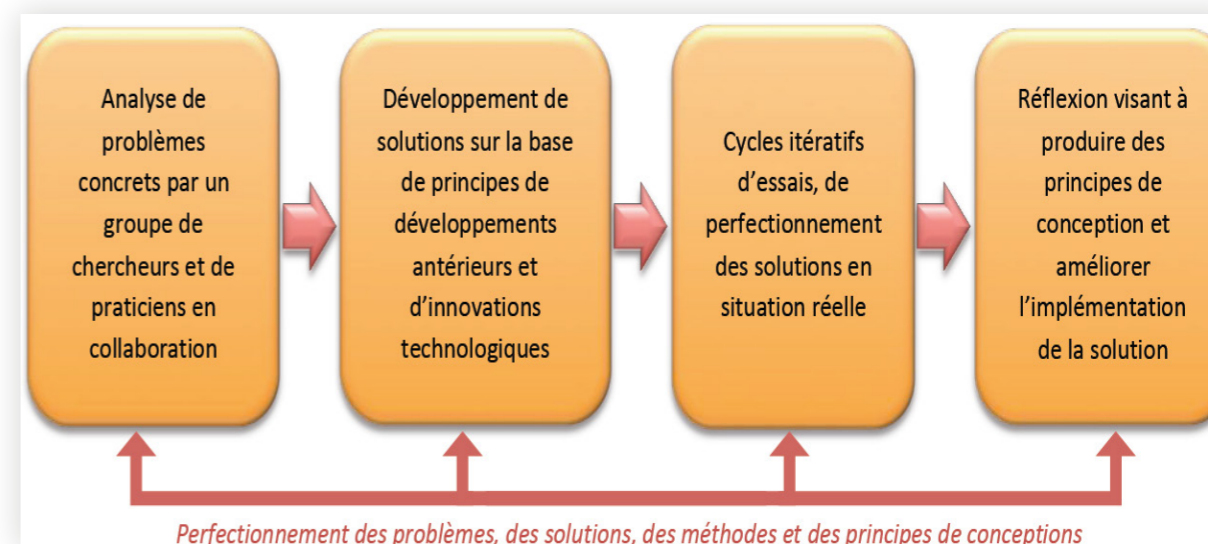 Analyse de
problèmes
concrets par un
groupe de
chercheurs et de
praticiens en
collaboration
Développement de
solutions sur la base
de principes de
développements
antérieurs et
d’innovations
technologiques
Cycles itératifs
d’essais, de
perfectionnement
des solutions en
situation réelle
Réflexion visant à
produire des
principes de
conception et
améliorer
l’implémentation
de la solution
Perfectionnement des problèmes, des solutions, des méthodes et des principes de conceptions